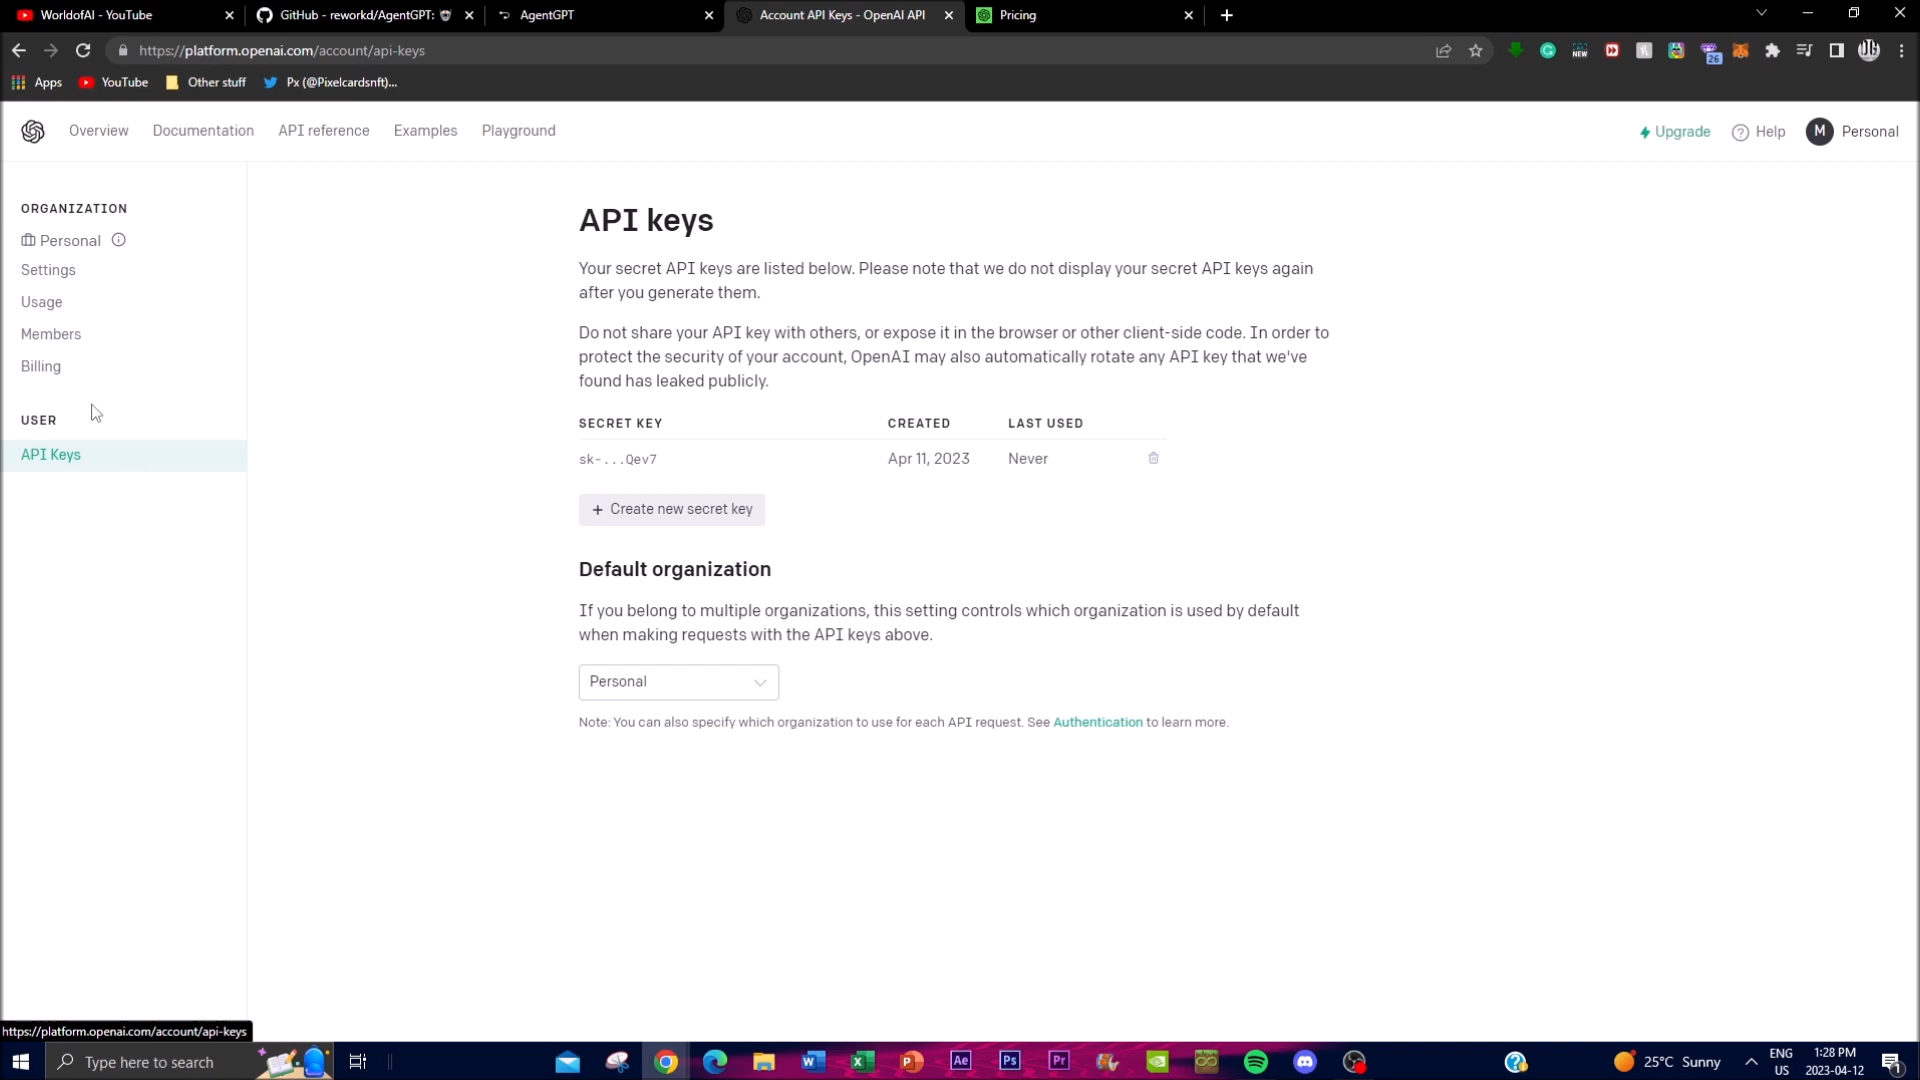 WorldofAI - YouTube
GitHub - reworkd/AgentGPT:
AgentGPT
Account API Keys - OpenAI API
Pricing
https://platform.openai.com/account/api-keys
NEW
26
Apps
YouTube
Other stuff
Px (@Pixelcardsnft)...
Overview
Documentation
API reference
Examples
Playground
Upgrade
Help
M
Personal
ORGANIZATION
Personal
Settings
Usage
Members
Billing
USER
API Keys
API keys
Your secret API keys are listed below. Please note that we do not display your secret API keys again
after you generate them.
Do not share your API key with others, or expose it in the browser or other client-side code. In order to
protect the security of your account, OpenAI may also automatically rotate any API key that we've
found has leaked publicly.
SECRET KEY
CREATED
LAST USED
sk-...Qev7
Apr 11, 2023
Never
+ Create new secret key
Default organization
If you belong to multiple organizations, this setting controls which organization is used by default
when making requests with the API keys above.
Personal
Note: You can also specify which organization to use for each API request. See Authentication to learn more.
https://platform.openai.com/account/api-keys
Type here to search
Ae
Ps
Pr
25°C Sunny
ENG
US
1:28 PM
2023-04-12
1